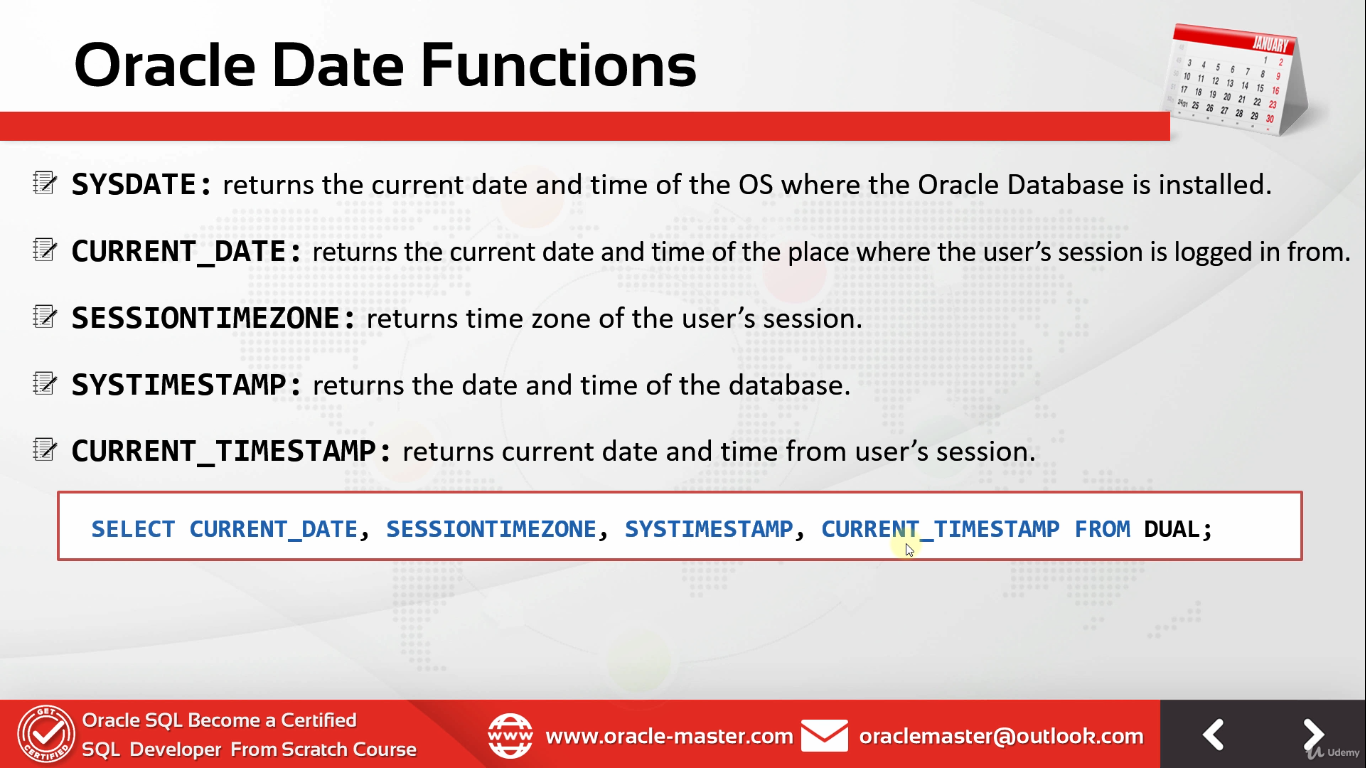 Oracle Date Functions
JANUARY
SYSDATE: returns the current date and time of the OS where the Oracle Database is installed.
CURRENT_DATE: returns the current date and time of the place where the user’s session is logged in from.
SESSIONTIMEZONE: returns time zone of the user’s session.
SYSTIMESTAMP: returns the date and time of the database.
CURRENT_TIMESTAMP: returns current date and time from user’s session.
SELECT CURRENT_DATE, SESSIONTIMEZONE, SYSTIMESTAMP, CURRENT_TIMESTAMP FROM DUAL;
GET CERTIFIED
Oracle SQL Become a Certified
SQL Developer From Scratch Course
WWW
www.oracle-master.com
oraclemaster@outlook.com
Udemy